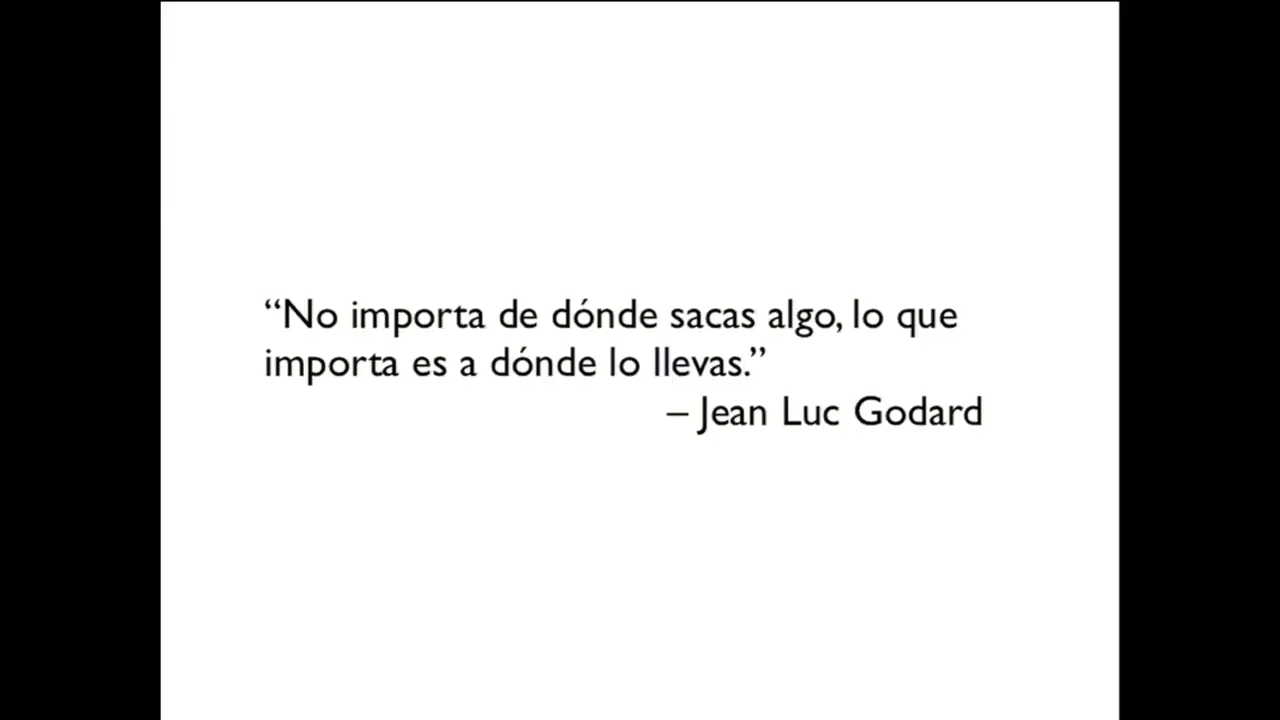 “No importa de dónde sacas algo, lo que
importa es a dónde lo llevas.”
– Jean Luc Godard